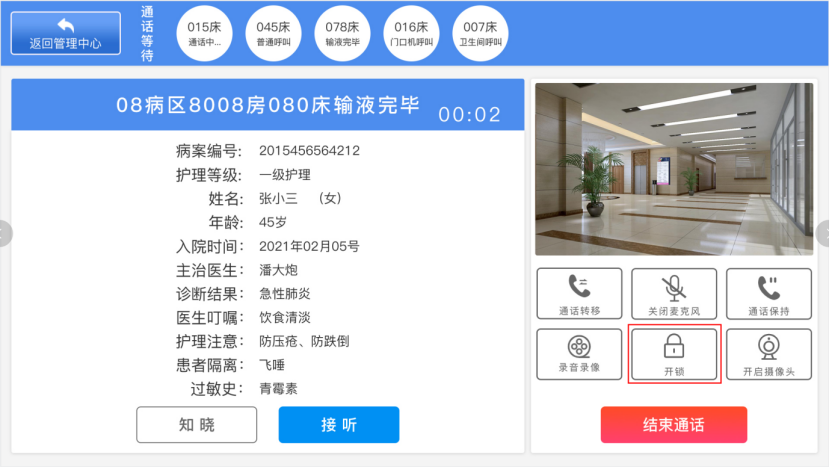 返回管理中心
通话等待
015床
通话中...
045床
普通呼叫
078床
输液完毕
016床
门口机呼叫
007床
卫生间呼叫
08病区8008房080床输液完毕 00:02
病案编号: 2015456564212
护理等级: 一级护理
姓名: 张小三 （女）
年龄: 45岁
入院时间: 2021年02月05号
主治医生: 潘大炮
诊断结果: 急性肺炎
医生叮嘱: 饮食清淡
护理注意: 防压疮、防跌倒
患者隔离: 飞唾
过敏史: 青霉素
知晓
接听
通话转移
关闭麦克风
通话保持
录音录像
开锁
开启摄像头
结束通话